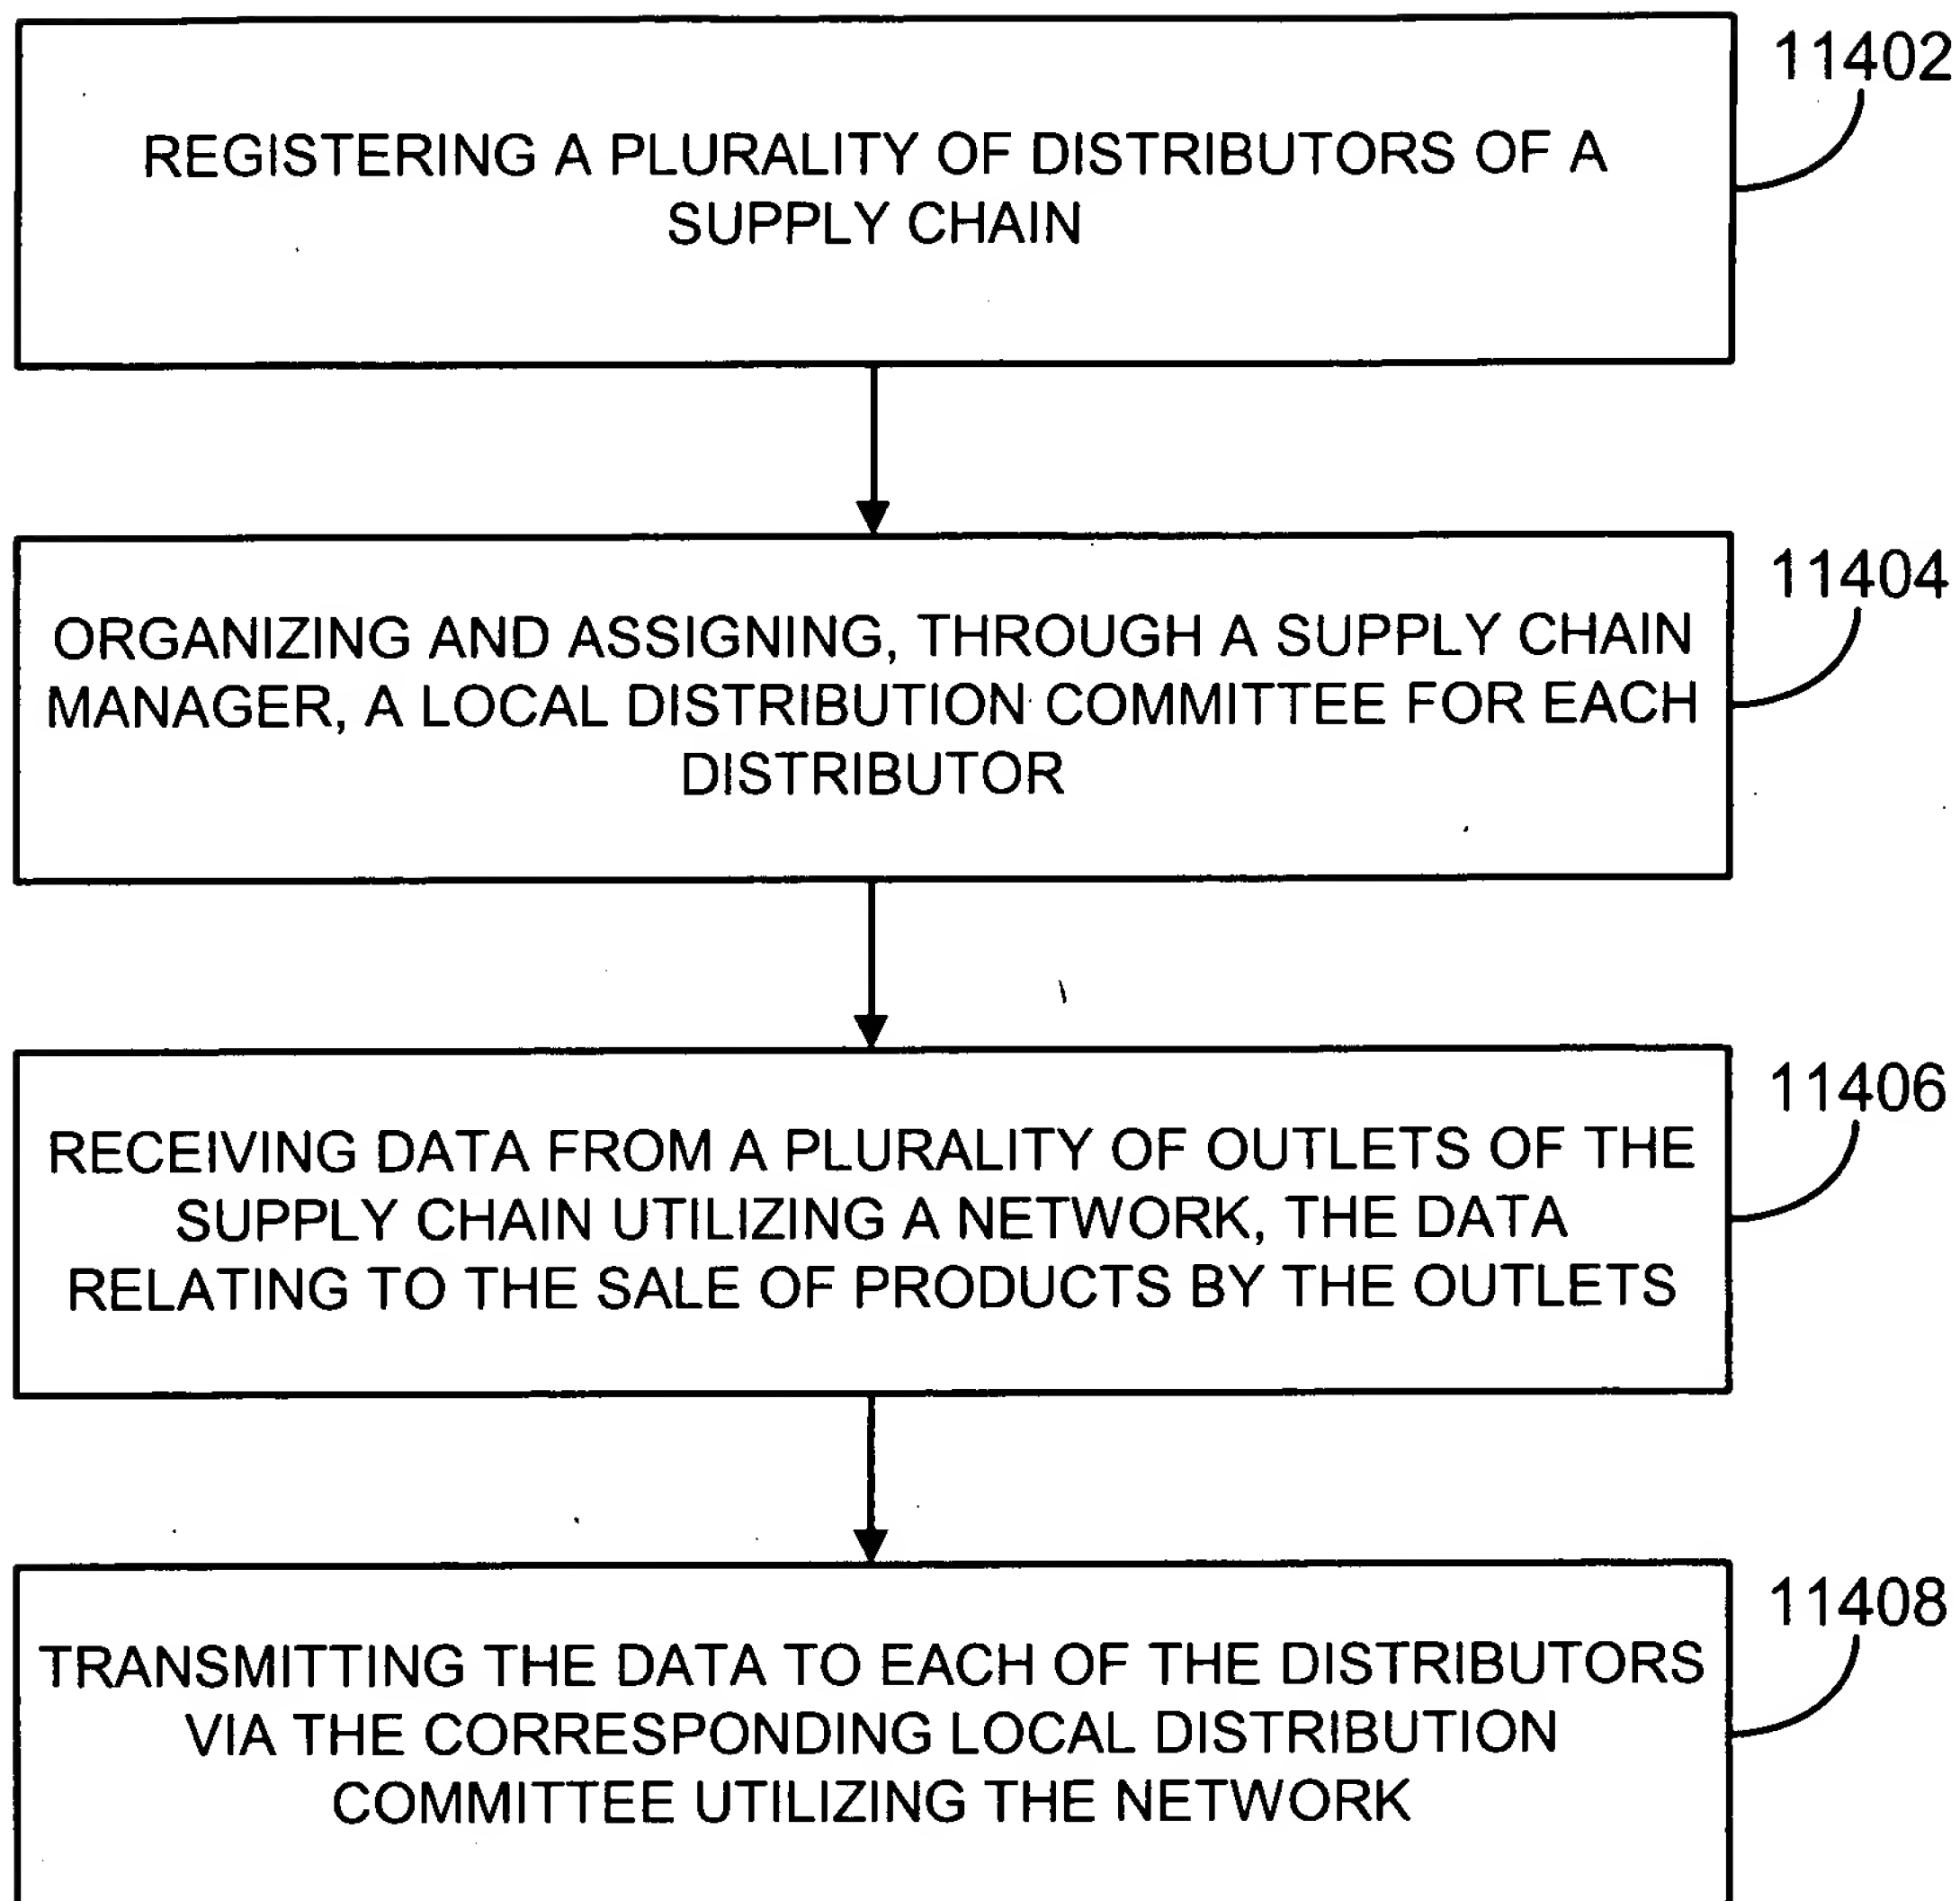 11402
REGISTERING A PLURALITY OF DISTRIBUTORS OF A
SUPPLY CHAIN
11404
ORGANIZING AND ASSIGNING, THROUGH A SUPPLY CHAIN
MANAGER, A LOCAL DISTRIBUTION COMMITTEE FOR EACH
DISTRIBUTOR
11406
RECEIVING DATA FROM A PLURALITY OF OUTLETS OF THE
SUPPLY CHAIN UTILIZING A NETWORK, THE DATA
RELATING TO THE SALE OF PRODUCTS BY THE OUTLETS
11408
TRANSMITTING THE DATA TO EACH OF THE DISTRIBUTORS
VIA THE CORRESPONDING LOCAL DISTRIBUTION
COMMITTEE UTILIZING THE NETWORK